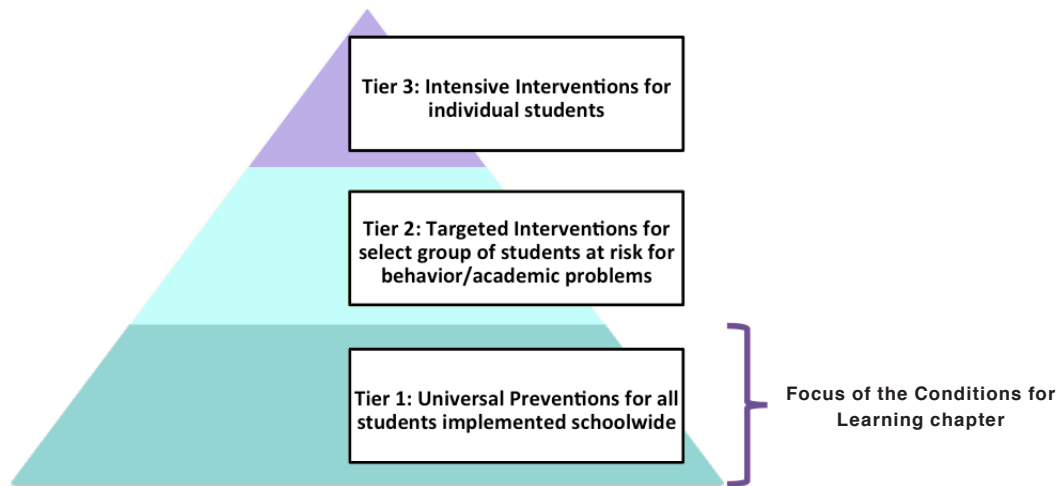 Tier 3: Intensive Interventions for
individual students
Tier 2: Targeted Interventions for
select group of students at risk for
behavior/academic problems
Tier 1: Universal Preventions for all
students implemented schoolwide
Focus of the Conditions for
Learning chapter